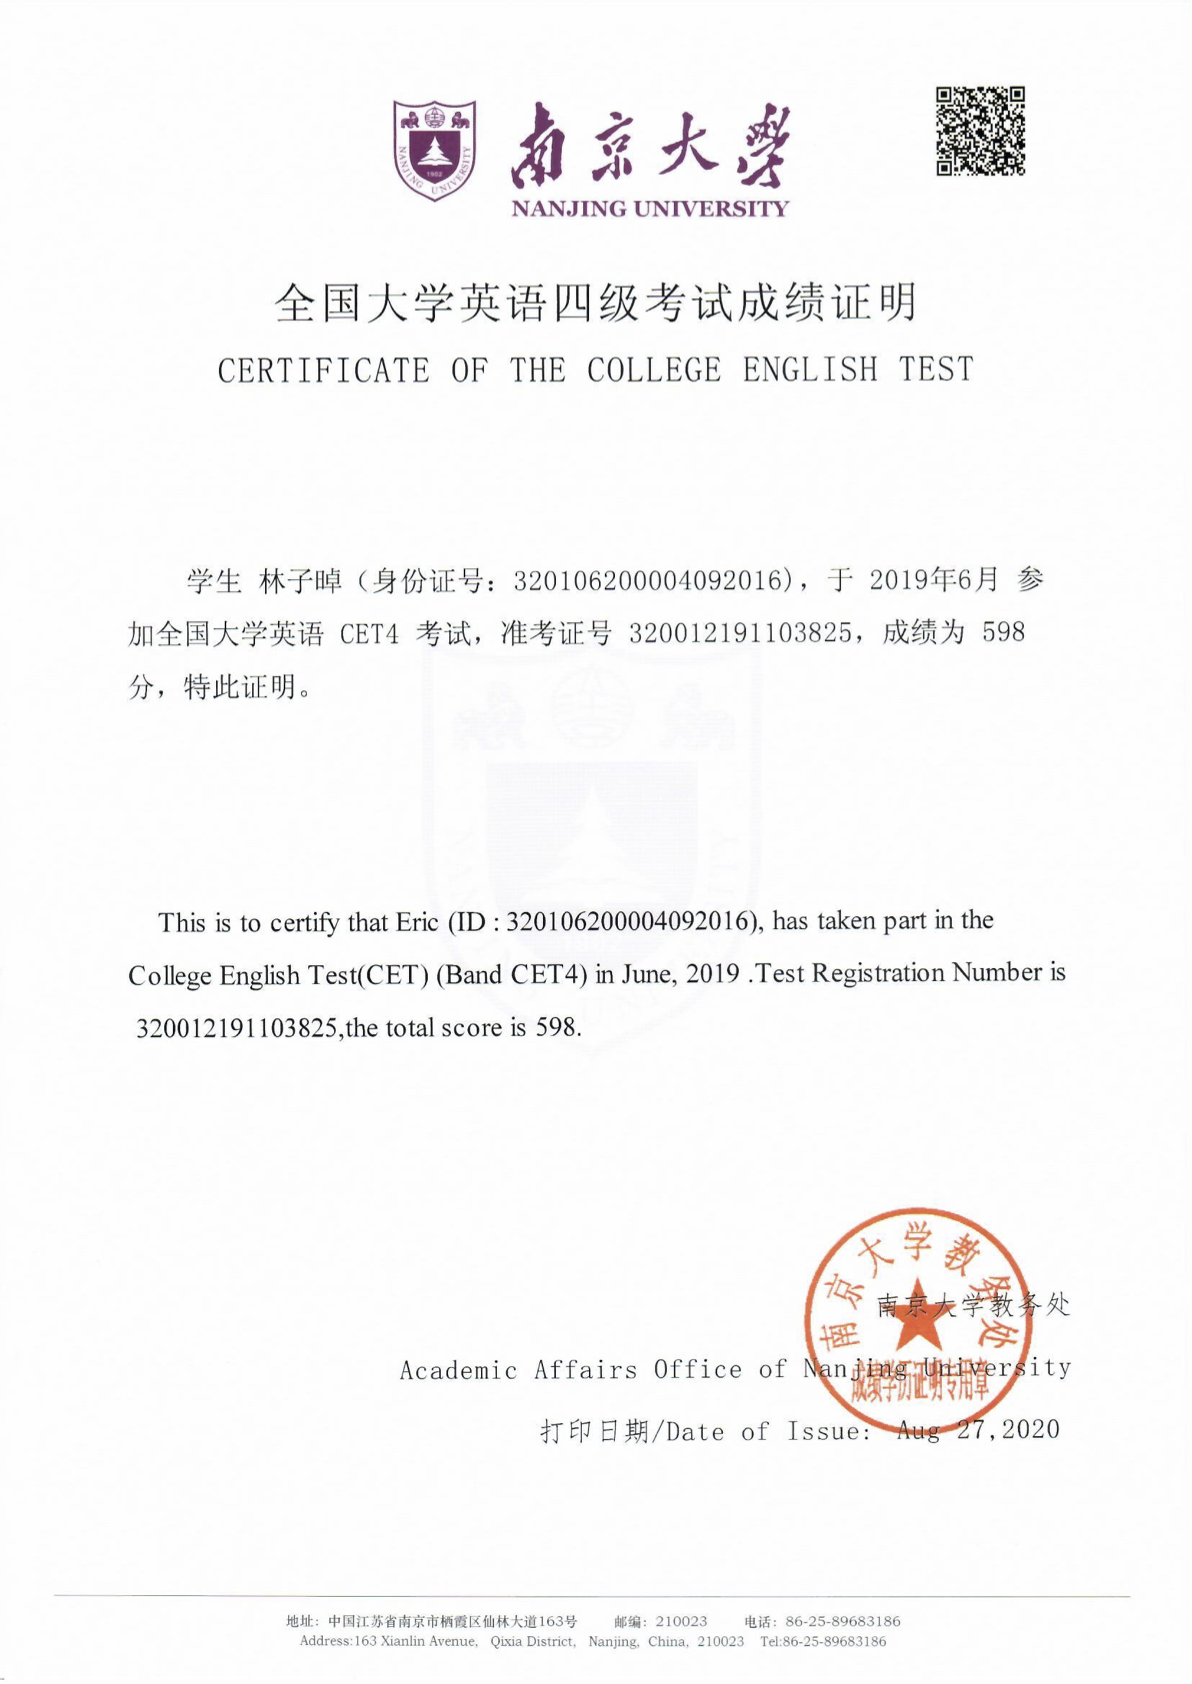 南京大學
NANJING UNIVERSITY
NANJING UNIVERSITY
1902
全国大学英语四级考试成绩证明
CERTIFICATE OF THE COLLEGE ENGLISH TEST
学生 林子晫（身份证号：320106200004092016），于 2019年6月 参
加全国大学英语 CET4 考试，准考证号 320012191103825，成绩为 598
分，特此证明。
This is to certify that Eric (ID : 320106200004092016), has taken part in the
College English Test(CET) (Band CET4) in June, 2019 .Test Registration Number is
320012191103825,the total score is 598.
南京大学教务处
成绩学历证明专用章
南京大学教务处
Academic Affairs Office of Nanjing University
打印日期/Date of Issue: Aug 27,2020
地址：中国江苏省南京市栖霞区仙林大道163号 邮编：210023 电话：86-25-89683186
Address:163 Xianlin Avenue, Qixia District, Nanjing, China, 210023 Tel:86-25-89683186